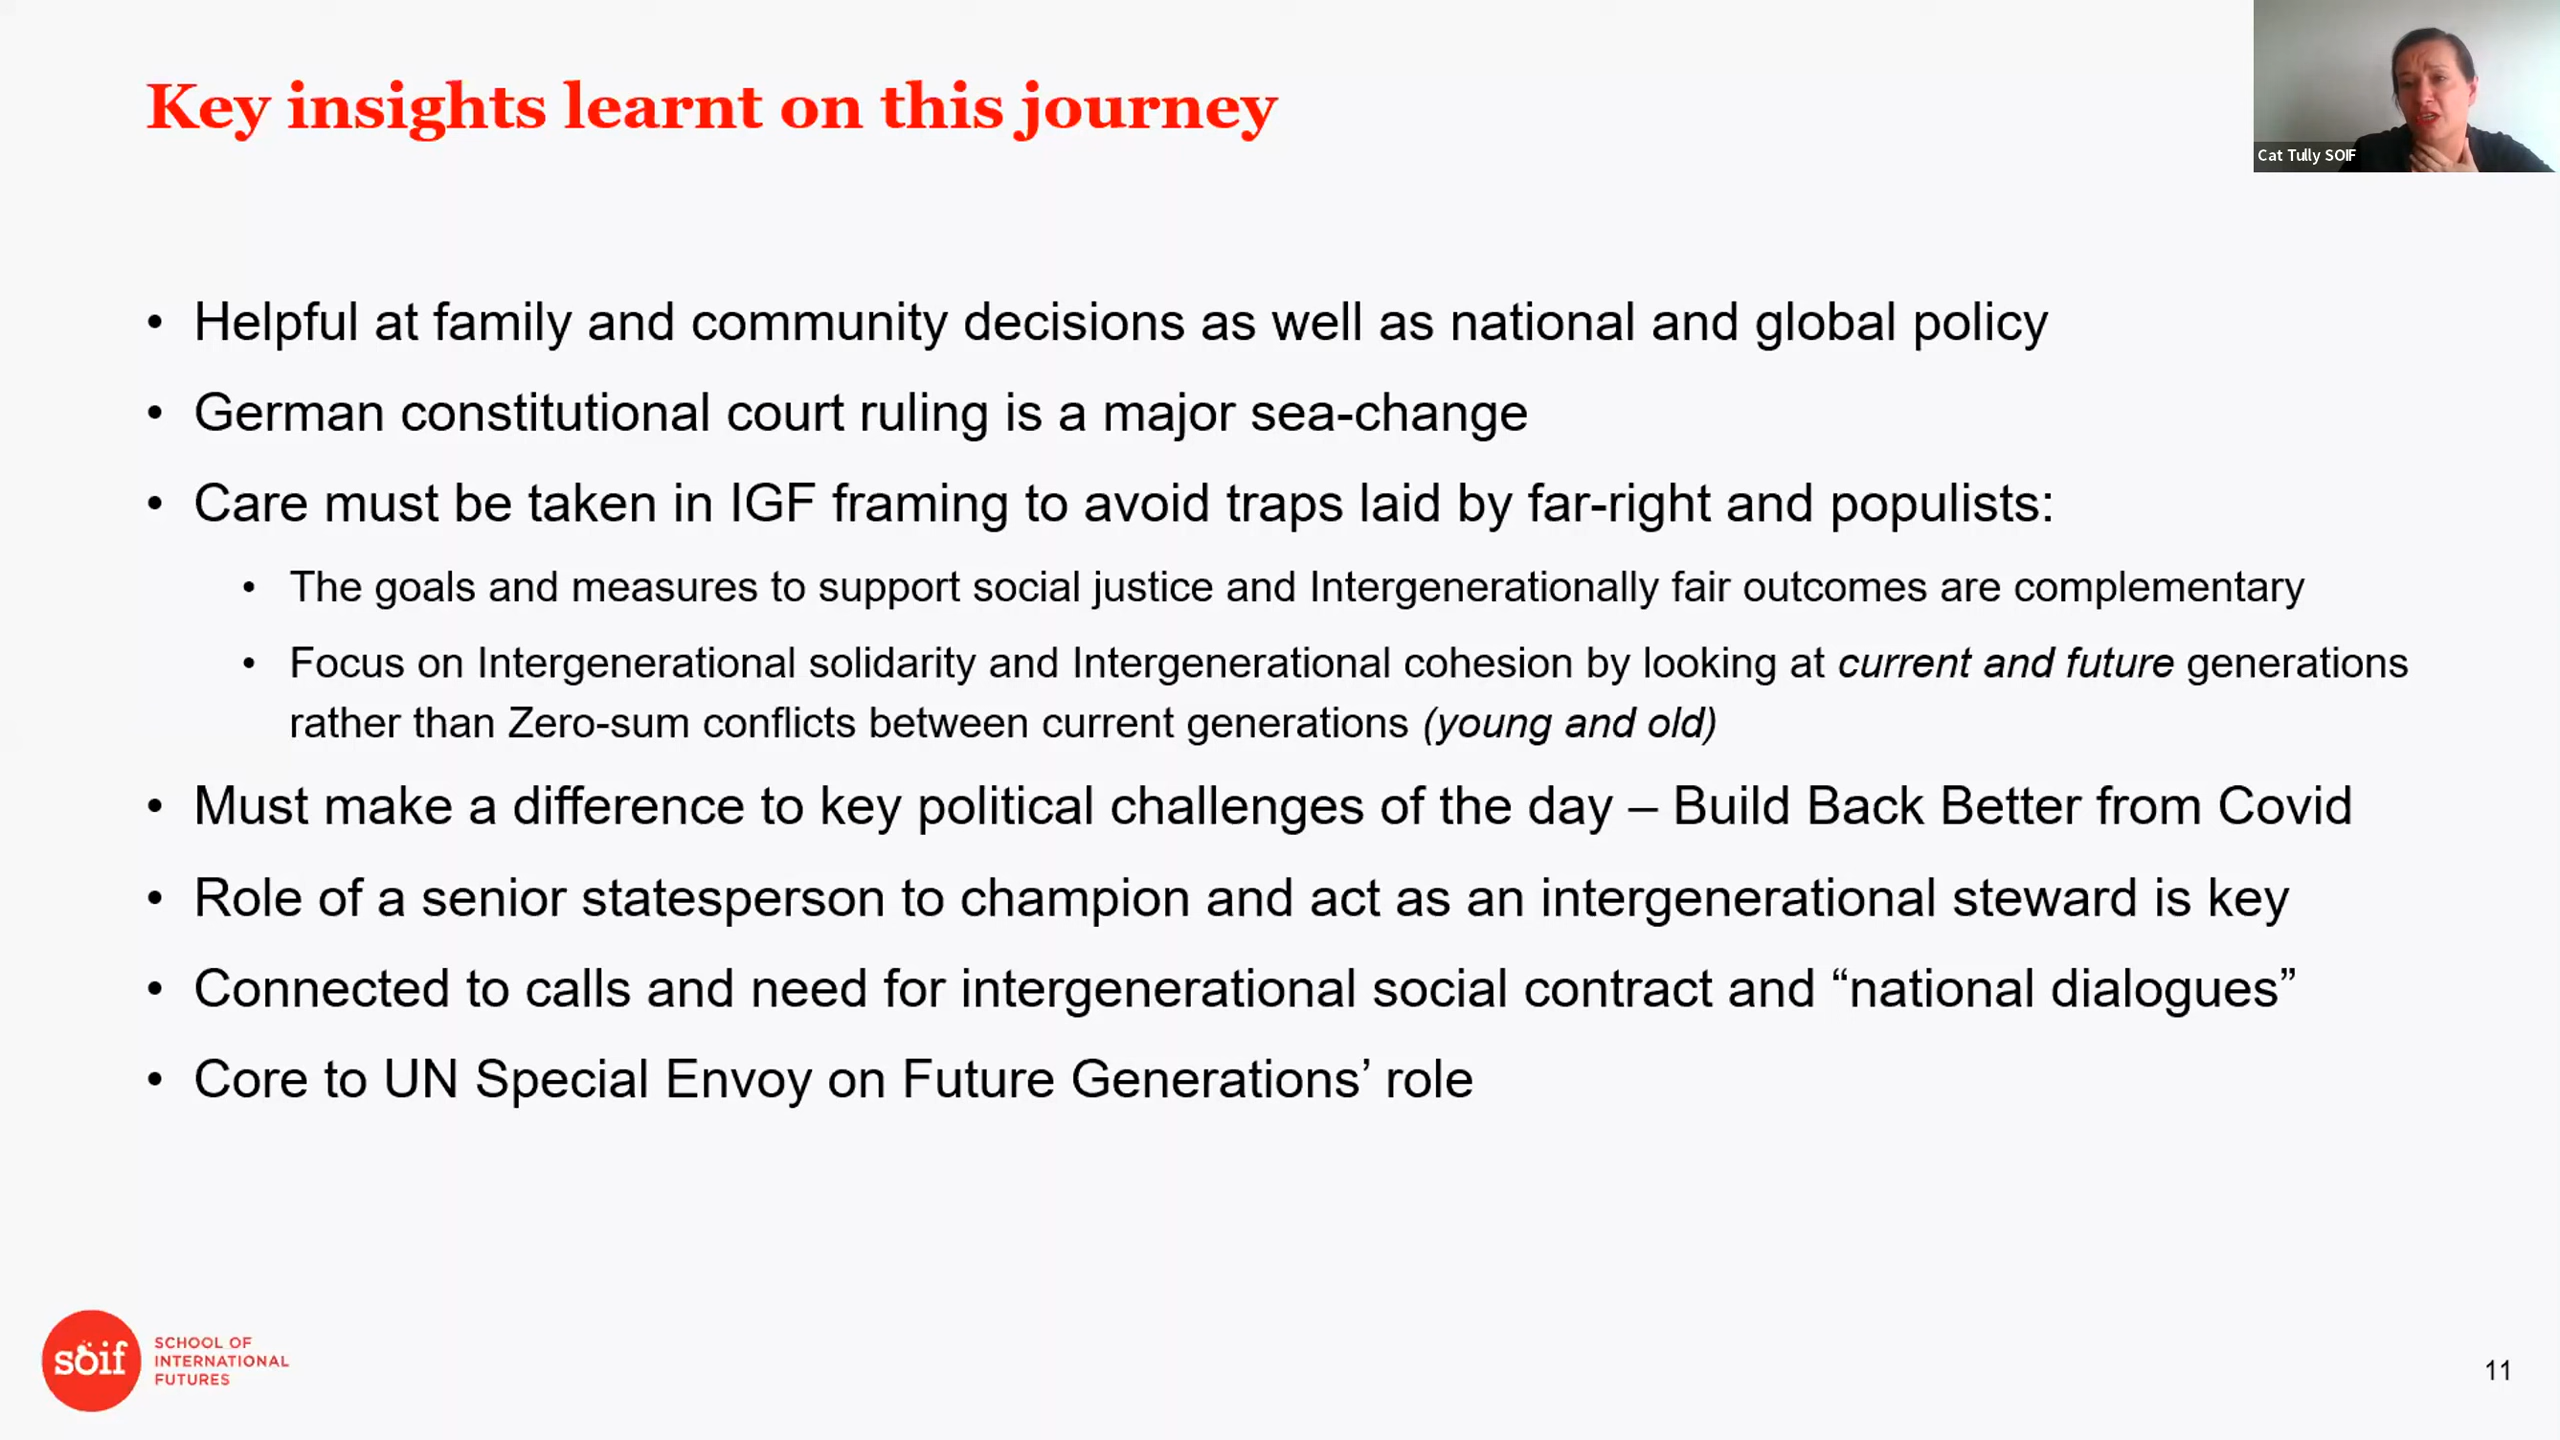 Key insights learnt on this journey
Cat Tully SOIF
• Helpful at family and community decisions as well as national and global policy
• German constitutional court ruling is a major sea-change
• Care must be taken in IGF framing to avoid traps laid by far-right and populists:
• The goals and measures to support social justice and Intergenerationally fair outcomes are complementary
• Focus on Intergenerational solidarity and Intergenerational cohesion by looking at current and future generations
rather than Zero-sum conflicts between current generations (young and old)
• Must make a difference to key political challenges of the day – Build Back Better from Covid
• Role of a senior statesperson to champion and act as an intergenerational steward is key
• Connected to calls and need for intergenerational social contract and “national dialogues”
• Core to UN Special Envoy on Future Generations’ role
soif
SCHOOL OF
INTERNATIONAL
FUTURES
11